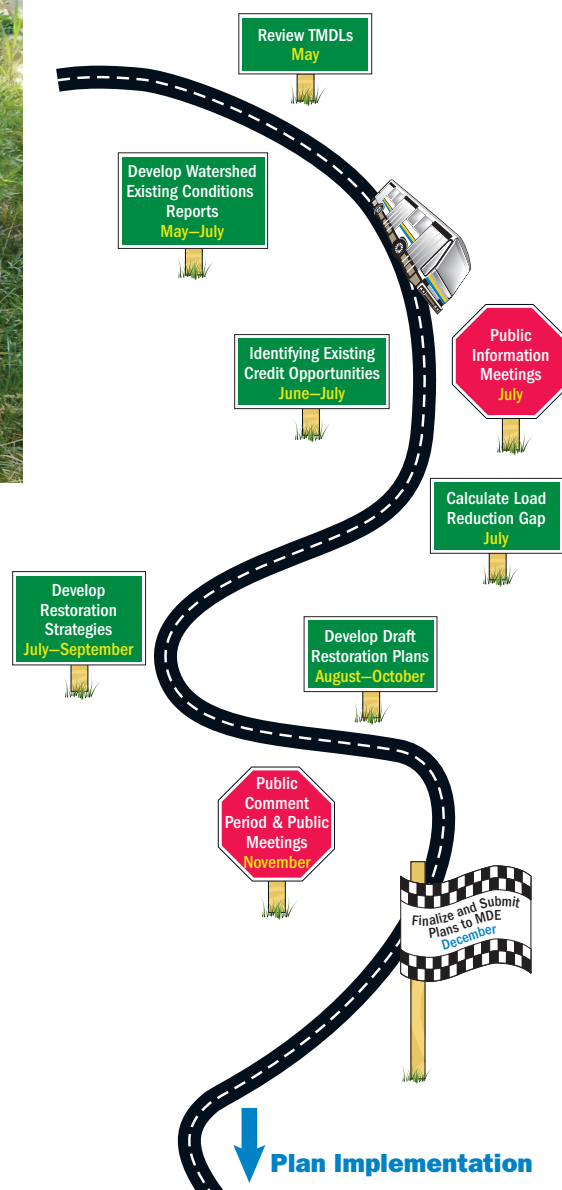 Review TMDLs
May
Develop Watershed
Existing Conditions
Reports
May—July
Identifying Existing
Credit Opportunities
June—July
Public
Information
Meetings
July
Calculate Load
Reduction Gap
July
Develop
Restoration
Strategies
July—September
Develop Draft
Restoration Plans
August—October
Public
Comment
Period & Public
Meetings
November
Finalize and Submit
Plans to MDE
December
Plan Implementation